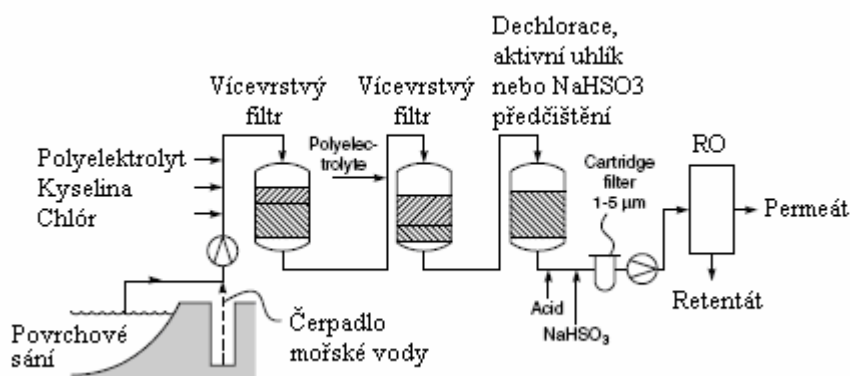 Dechlorace,
aktivní uhlík
nebo NaHSO3
předčištění
Vícevrstvý
filtr
Vícevrstvý
filtr
Polyelec-
trolyte
Cartridge
filter
1-5 µm
RO
Polyelektrolyt
Kyselina
Chlór
Permeát
Retentát
Acid
NaHSO₃
Povrchové
sání
Čerpadlo
mořské vody